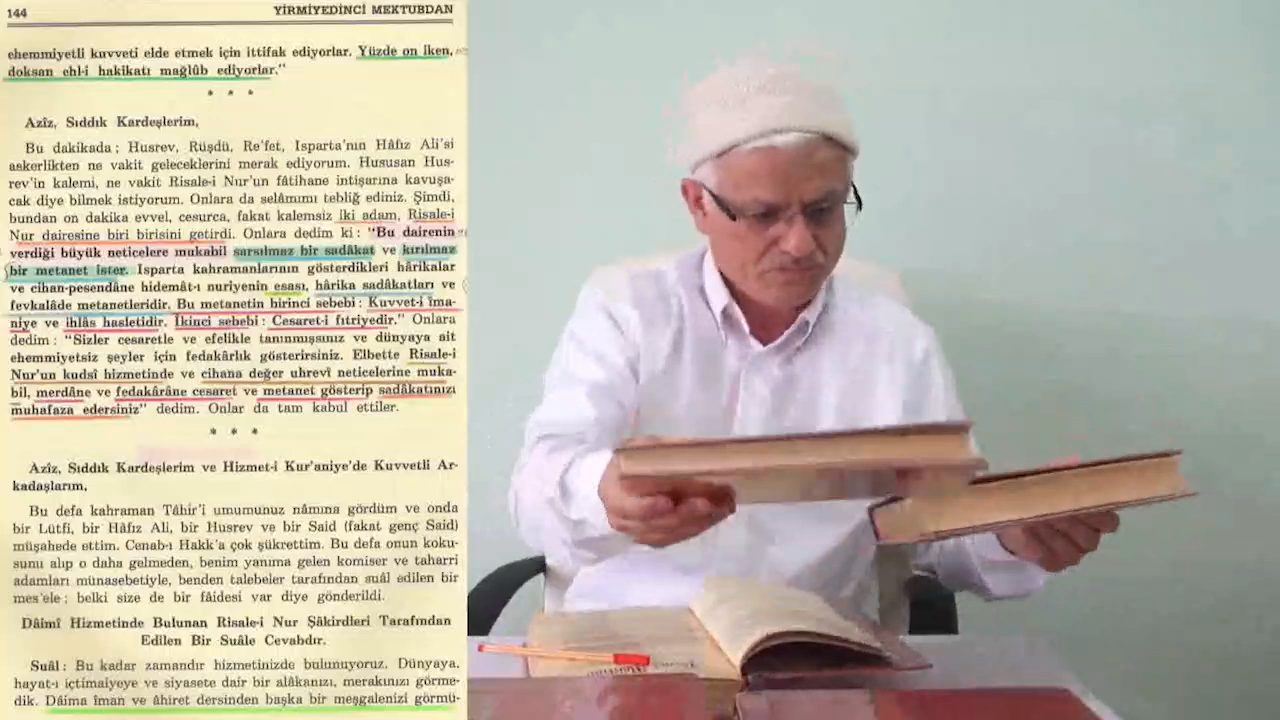 144
YİRMİYEDİNCİ MEKTUBDAN
ehemmiyetli kuvveti elde etmek için ittifak ediyorlar. Yüzde on iken,
doksan ehl-i hakikatı mağlûb ediyorlar."
* * *
Azîz, Sıddık Kardeşlerim,
Bu dakikada; Husrev, Rüşdü, Re'fet, Isparta'nın Hâfız Ali'si
askerlikten ne vakit geleceklerini merak ediyorum. Hususan Hus-
rev'in kalemi, ne vakit Risale-i Nur'un fâtihane intişarına kavuşa-
cak diye bilmek istiyorum. Onlara da selâmımı tebliğ ediniz. Şimdi,
bundan on dakika evvel, cesurca, fakat kalemsiz iki adam, Risale-i
Nur dairesine biri birisini getirdi. Onlara dedim ki: "Bu dairenin
verdiği büyük neticelere mukabil sarsılmaz bir sadâkat ve kırılmaz
bir metanet ister. Isparta kahramanlarının gösterdikleri hârikalar
ve cihan-pesendâne hidemât-ı nuriyenin esası, hârika sadâkatları ve
fevkalâde metanetleridir. Bu metanetin birinci sebebi: Kuvvet-i îma-
niye ve ihlâs hasletidir. İkinci sebebi: Cesaret-i fıtriyedir." Onlara
dedim: "Sizler cesaretle ve efelikle tanınmışsınız ve dünyaya ait
ehemmiyetsiz şeyler için fedakârlık gösterirsiniz. Elbette Risale-i
Nur'un kudsî hizmetinde ve cihana değer uhrevî neticelerine muka-
bil, merdâne ve fedakârâne cesaret ve metanet gösterip sadâkatınızı
muhafaza edersiniz" dedim. Onlar da tam kabul ettiler.
* * *
Azîz, Sıddık Kardeşlerim ve Hizmet-i Kur'aniye'de Kuvvetli Ar-
kadaşlarım,
Bu defa kahraman Tâhir'i umumunuz nâmına gördüm ve onda
bir Lütfi, bir Hâfız Ali, bir Husrev ve bir Said (fakat genç Said)
müşahede ettim. Cenab-ı Hakk'a çok şükrettim. Bu defa onun koku-
sunu alıp o daha gelmeden, benim yanıma gelen komiser ve taharri
adamları münasebetiyle, benden talebeler tarafından suâl edilen bir
mes'ele; belki size de bir fâidesi var diye gönderildi.
Dâimî Hizmetinde Bulunan Risale-i Nur Şâkirdleri Tarafından
Edilen Bir Suâle Cevabdır.
Suâl: Bu kadar zamandır hizmetinizde bulunuyoruz. Dünyaya,
hayat-ı içtimaiyeye ve siyasete dair bir alâkanızı, merakınızı görme-
dik. Dâima îman ve âhiret dersinden başka bir meşgalenizi görmü-